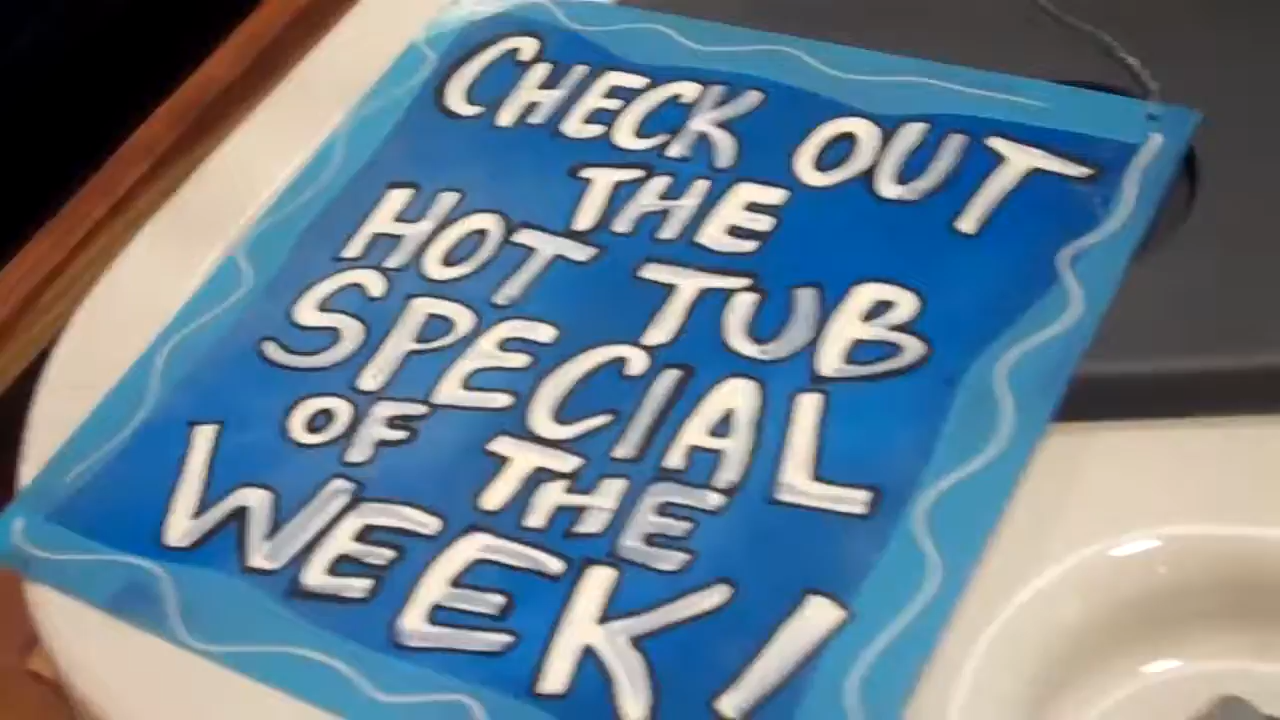 CHECK OUT
THE
HOT TUB
SPECIAL
OF THE
WEEK!